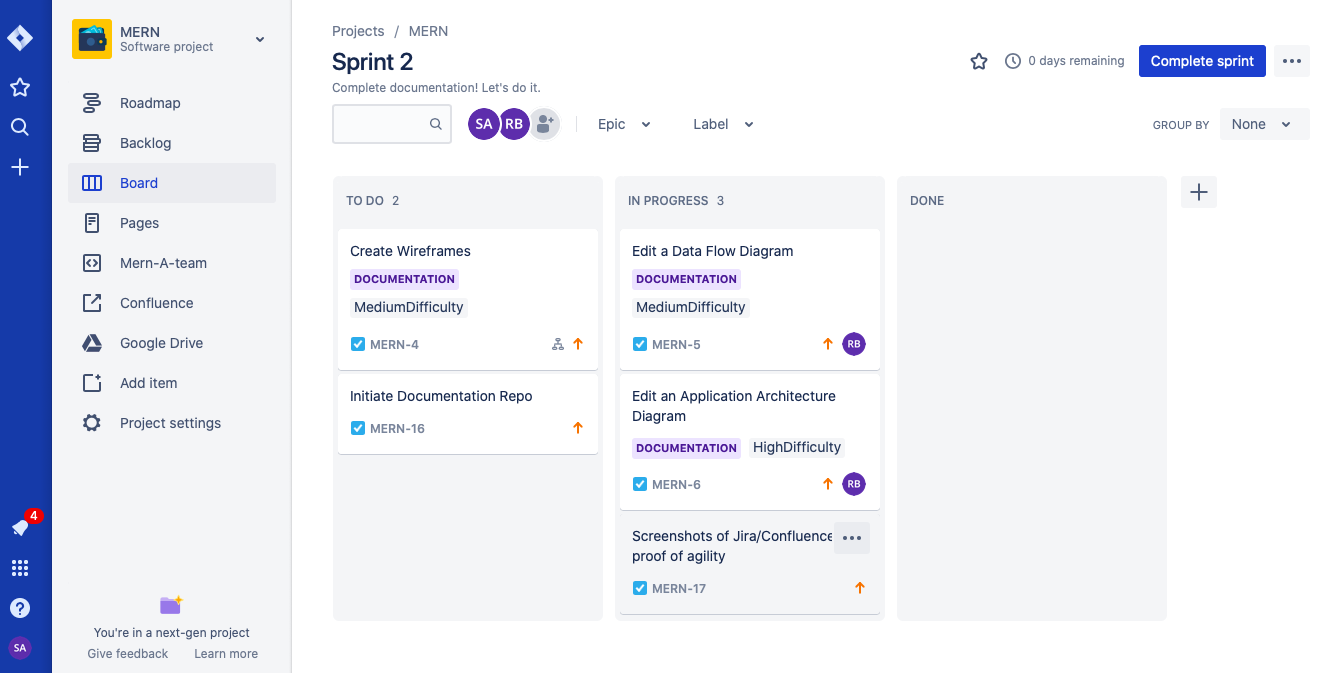 MERN
Software project
Roadmap
Backlog
Board
Pages
Mern-A-team
Confluence
Google Drive
Add item
Project settings
4
SA
You're in a next-gen project
Give feedback Learn more
Projects / MERN
Sprint 2
Complete documentation! Let's do it.
0 days remaining
Complete sprint
SA RB
Epic
Label
GROUP BY
None
TO DO 2
Create Wireframes
DOCUMENTATION
MediumDifficulty
MERN-4
Initiate Documentation Repo
MERN-16
IN PROGRESS 3
Edit a Data Flow Diagram
DOCUMENTATION
MediumDifficulty
MERN-5
RB
Edit an Application Architecture
Diagram
DOCUMENTATION HighDifficulty
MERN-6
RB
Screenshots of Jira/Confluence
proof of agility
MERN-17
DONE